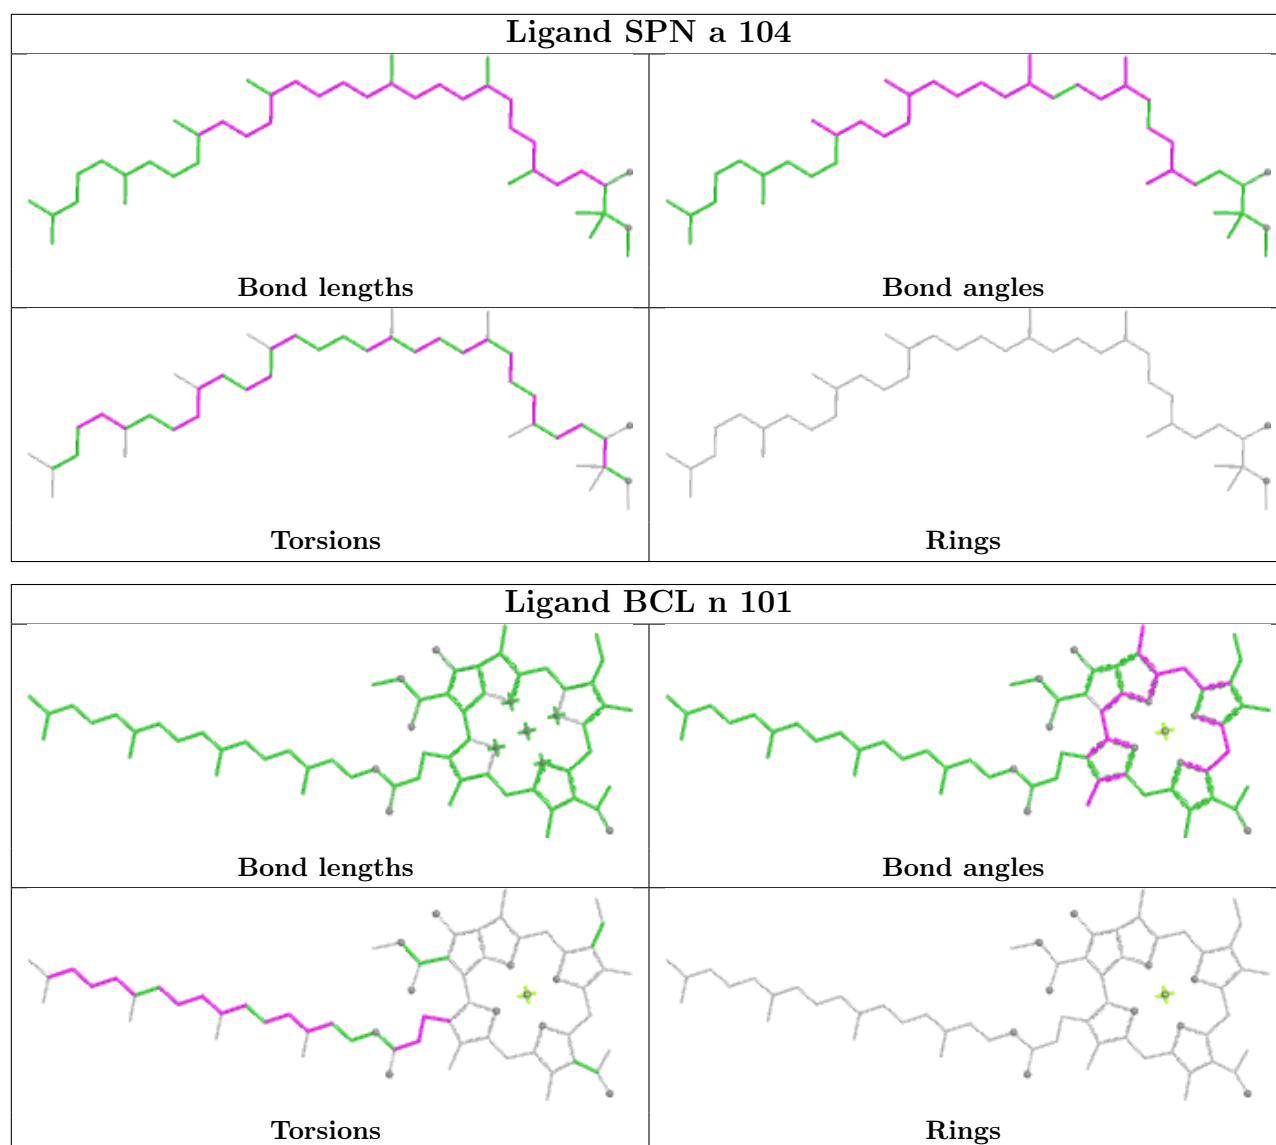 Ligand SPN a 104
Bond lengths
Bond angles
Torsions
Rings
Ligand BCL n 101
Bond lengths
Bond angles
Torsions
Rings